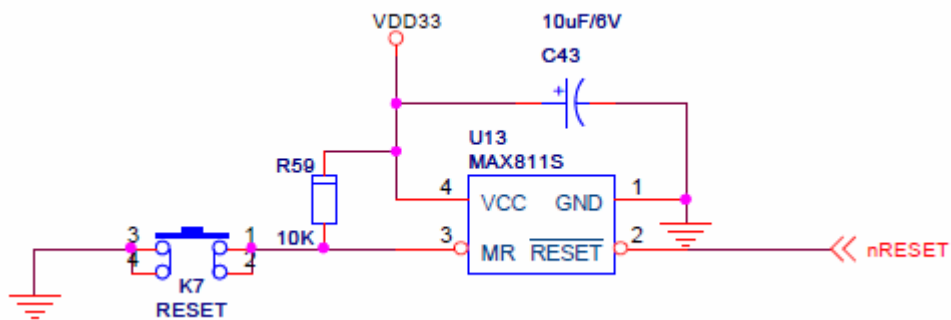 VDD33
10uF/6V
C43
U13
MAX811S
R59
10K
4
VCC
GND
1
3
MR
RESET
2
nRESET
3
4
1
2
K7
RESET